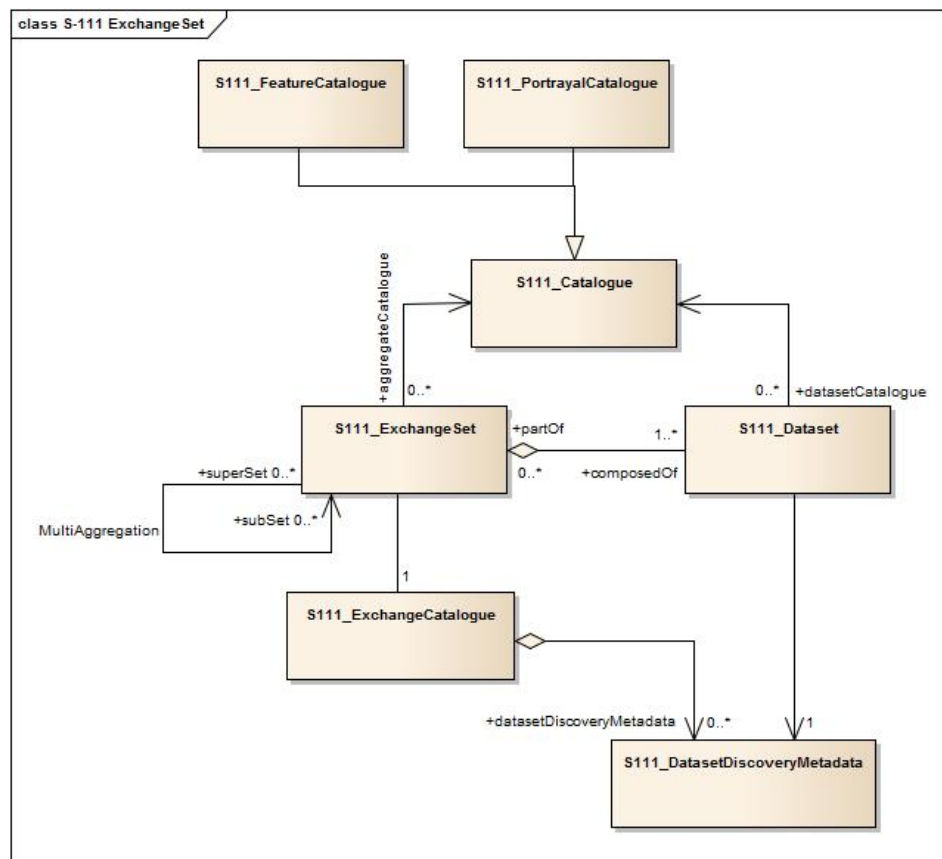 class S-111 ExchangeSet
S111_FeatureCatalogue
S111_PortrayalCatalogue
S111_Catalogue
+aggregateCatalogue
0..*
0..*
+datasetCatalogue
S111_ExchangeSet
+partOf
0..*
1..*
+composedOf
S111_Dataset
+superSet 0..*
+subSet 0..*
MultiAggregation
1
S111_ExchangeCatalogue
+datasetDiscoveryMetadata
0..*
1
S111_DatasetDiscoveryMetadata